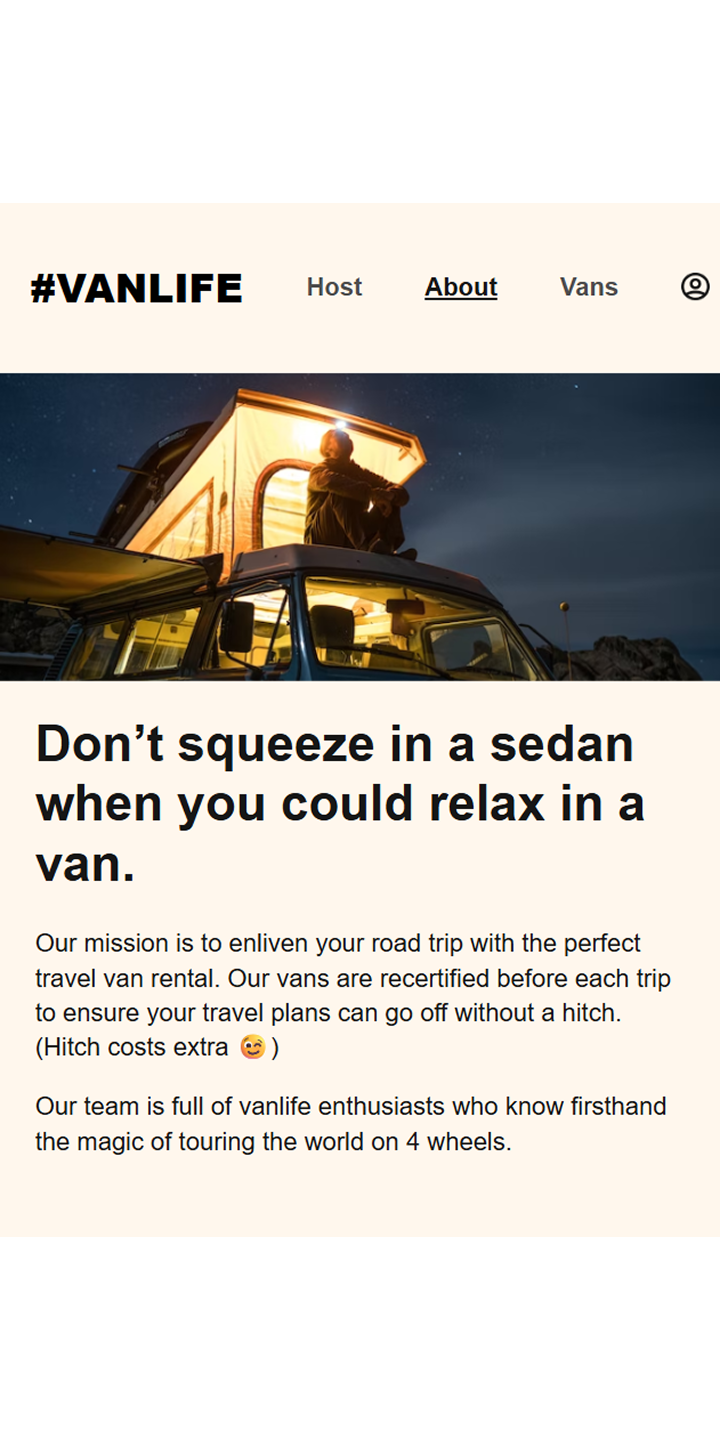 #VANLIFE Host About Vans
Don’t squeeze in a sedan
when you could relax in a
van.
Our mission is to enliven your road trip with the perfect
travel van rental. Our vans are recertified before each trip
to ensure your travel plans can go off without a hitch.
(Hitch costs extra 😉)
Our team is full of vanlife enthusiasts who know firsthand
the magic of touring the world on 4 wheels.